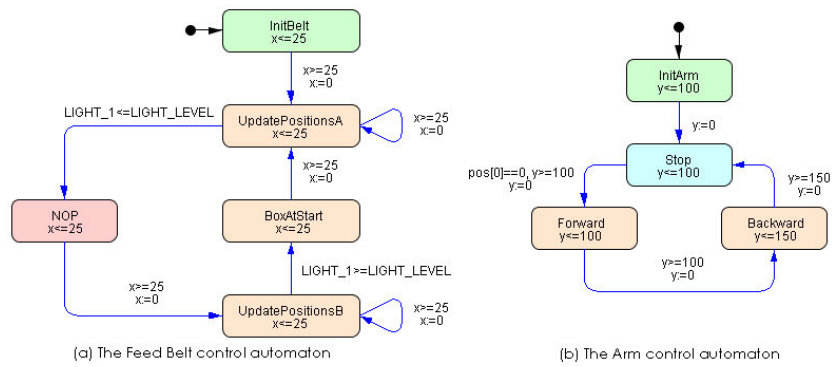 InitBelt
x<=25
x>=25
x:=0
LIGHT_1<=LIGHT_LEVEL
UpdatePositionsA
x<=25
x>=25
x:=0
x>=25
x:=0
NOP
x<=25
BoxAtStart
x<=25
LIGHT_1>=LIGHT_LEVEL
x>=25
x:=0
UpdatePositionsB
x<=25
x>=25
x:=0
(a) The Feed Belt control automaton
InitArm
y<=100
y:=0
Stop
y<=100
pos[0]==0, y>=100
y:=0
y>=150
y:=0
Forward
y<=100
Backward
y<=150
y>=100
y:=0
(b) The Arm control automaton